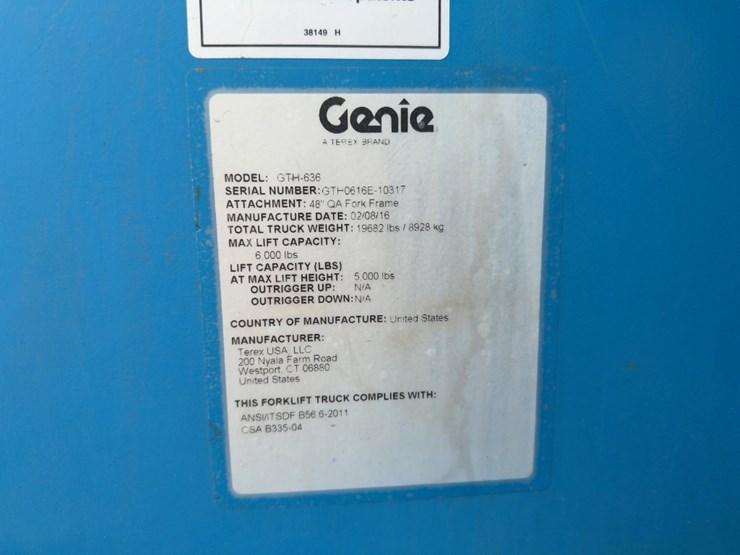 38149 H
Genie
A TEREX BRAND
MODEL: GTH-636
SERIAL NUMBER: GTH0616E-10317
ATTACHMENT: 48" QA Fork Frame
MANUFACTURE DATE: 02/08/16
TOTAL TRUCK WEIGHT: 19682 lbs / 8928 kg
MAX LIFT CAPACITY:
6,000 lbs
LIFT CAPACITY (LBS)
AT MAX LIFT HEIGHT: 5,000 lbs
OUTRIGGER UP: N/A
OUTRIGGER DOWN: N/A
COUNTRY OF MANUFACTURE: United States
MANUFACTURER:
Terex USA, LLC
200 Nyala Farm Road
Westport, CT 06880
United States
THIS FORKLIFT TRUCK COMPLIES WITH:
ANSI/ITSDF B56.6-2011
CSA B335-04